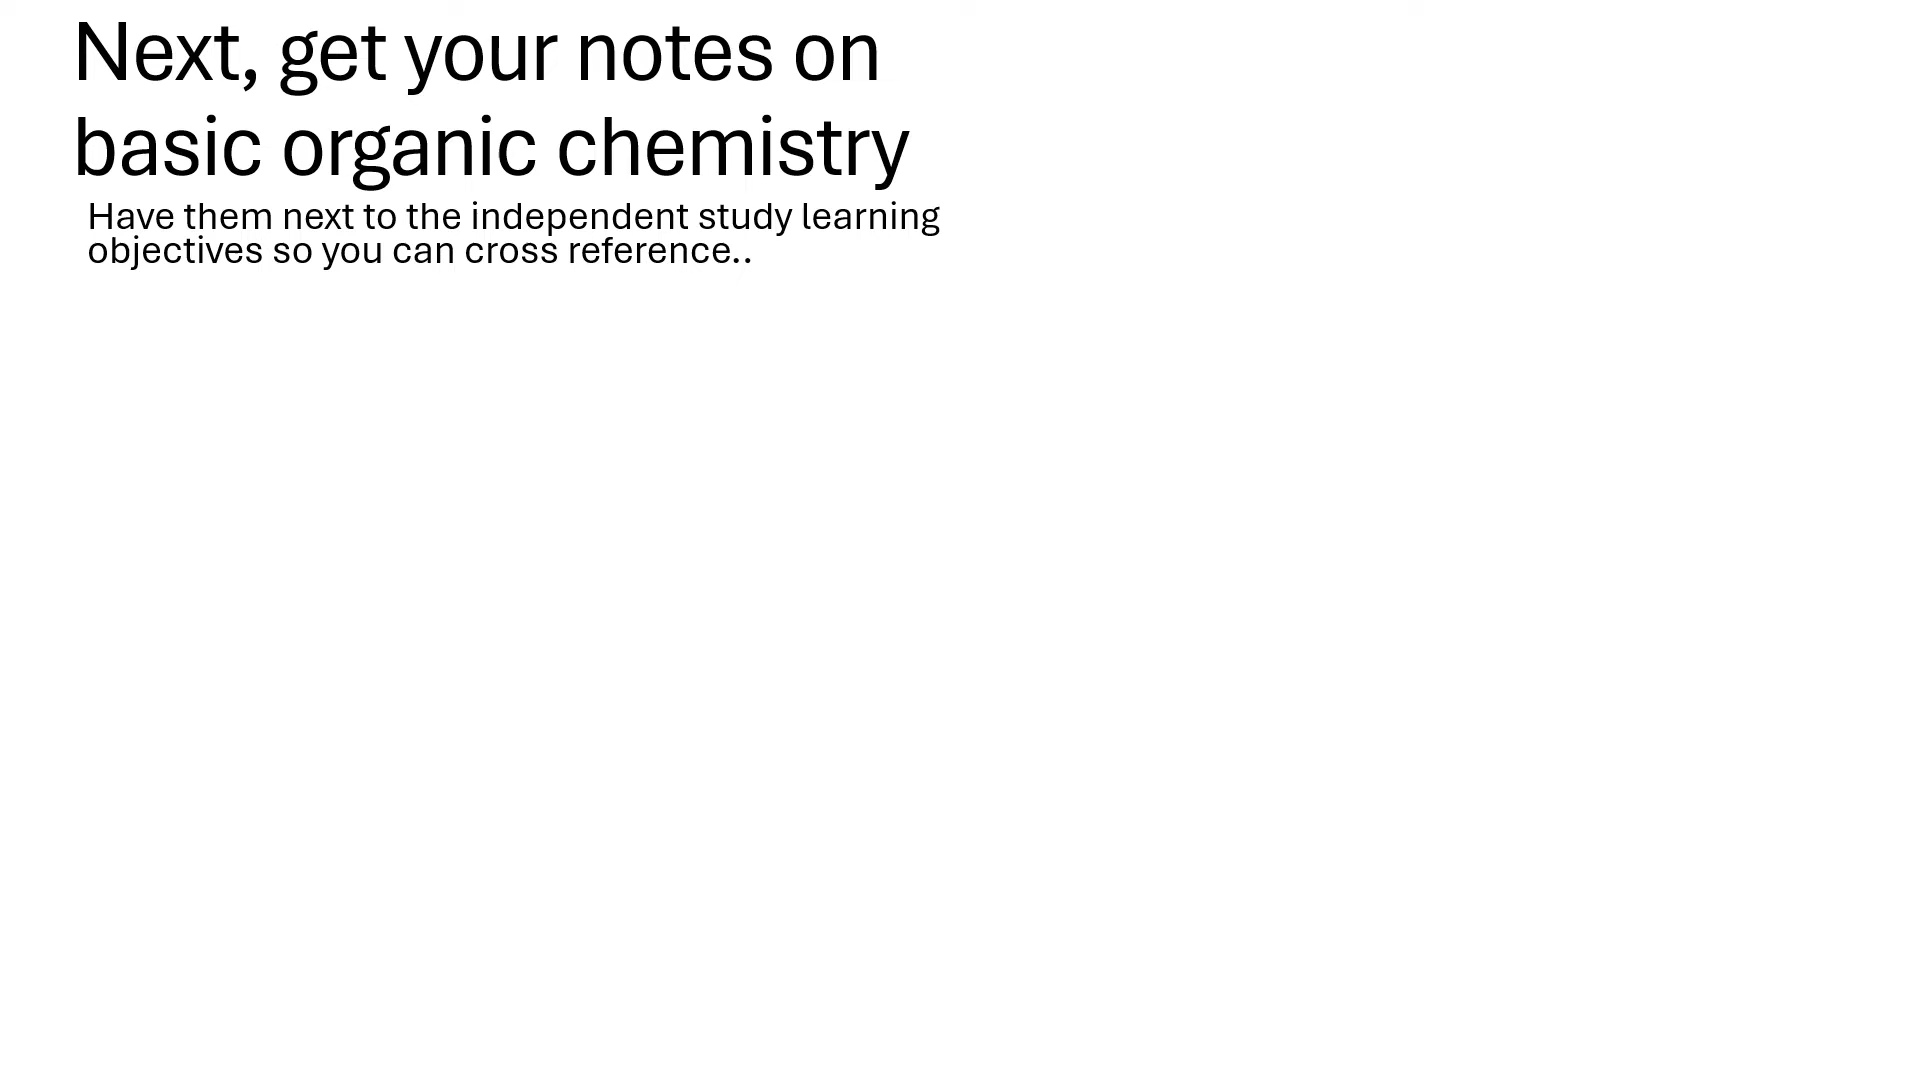 Next, get your notes on
basic organic chemistry
Have them next to the independent study learning
objectives so you can cross reference..